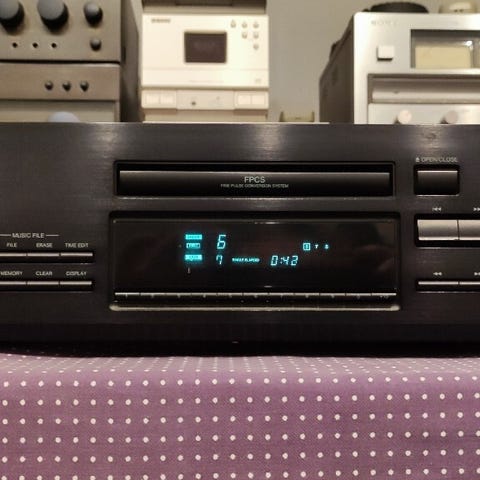 FPCS
FINE PULSE CONVERSION SYSTEM
OPEN/CLOSE
MUSIC FILE
FILE ERASE TIME EDIT
MEMORY CLEAR DISPLAY
6
7 SINGLE ELAPSED 0:42